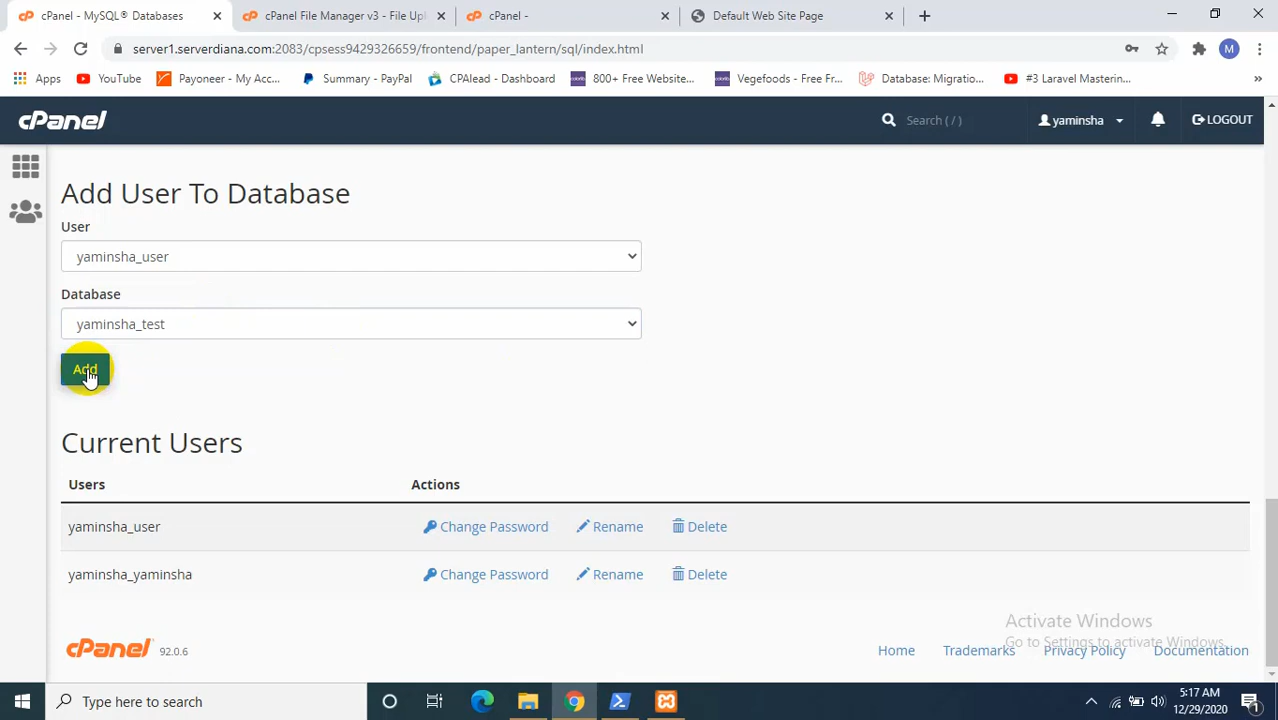 cPanel - MySQL® Databases
cPanel File Manager v3 - File Upl
cPanel -
Default Web Site Page
server1.serverdiana.com:2083/cpsess9429326659/frontend/paper_lantern/sql/index.html
M
Apps
YouTube
Payoneer - My Acc...
Summary - PayPal
CPAlead - Dashboard
800+ Free Website...
Vegefoods - Free Fr...
Database: Migratio...
#3 Laravel Masterin...
»
cPanel
Search ( / )
yaminsha
LOGOUT
Add User To Database
User
yaminsha_user
Database
yaminsha_test
Add
Current Users
Users
Actions
yaminsha_user
Change Password
Rename
Delete
yaminsha_yaminsha
Change Password
Rename
Delete
Activate Windows
Go to Settings to activate Windows.
cPanel
92.0.6
Home
Trademarks
Privacy Policy
Documentation
Type here to search
5:17 AM
12/29/2020
1